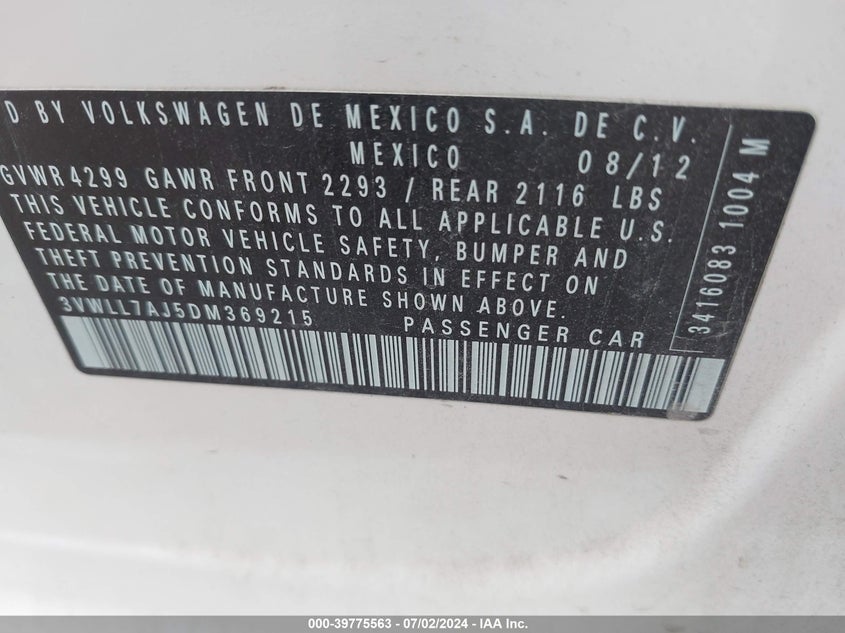 D BY VOLKSWAGEN DE MEXICO S.A. DE C.V.
MEXICO 08/12
GVWR 4299 GAWR FRONT 2293 / REAR 2116 LBS
THIS VEHICLE CONFORMS TO ALL APPLICABLE U.S.
FEDERAL MOTOR VEHICLE SAFETY, BUMPER AND
THEFT PREVENTION STANDARDS IN EFFECT ON
THE DATE OF MANUFACTURE SHOWN ABOVE.
3VWLL7AJ5DM369215 PASSENGER CAR
3416083 1004 M
000-39775563 - 07/02/2024 - IAA Inc.